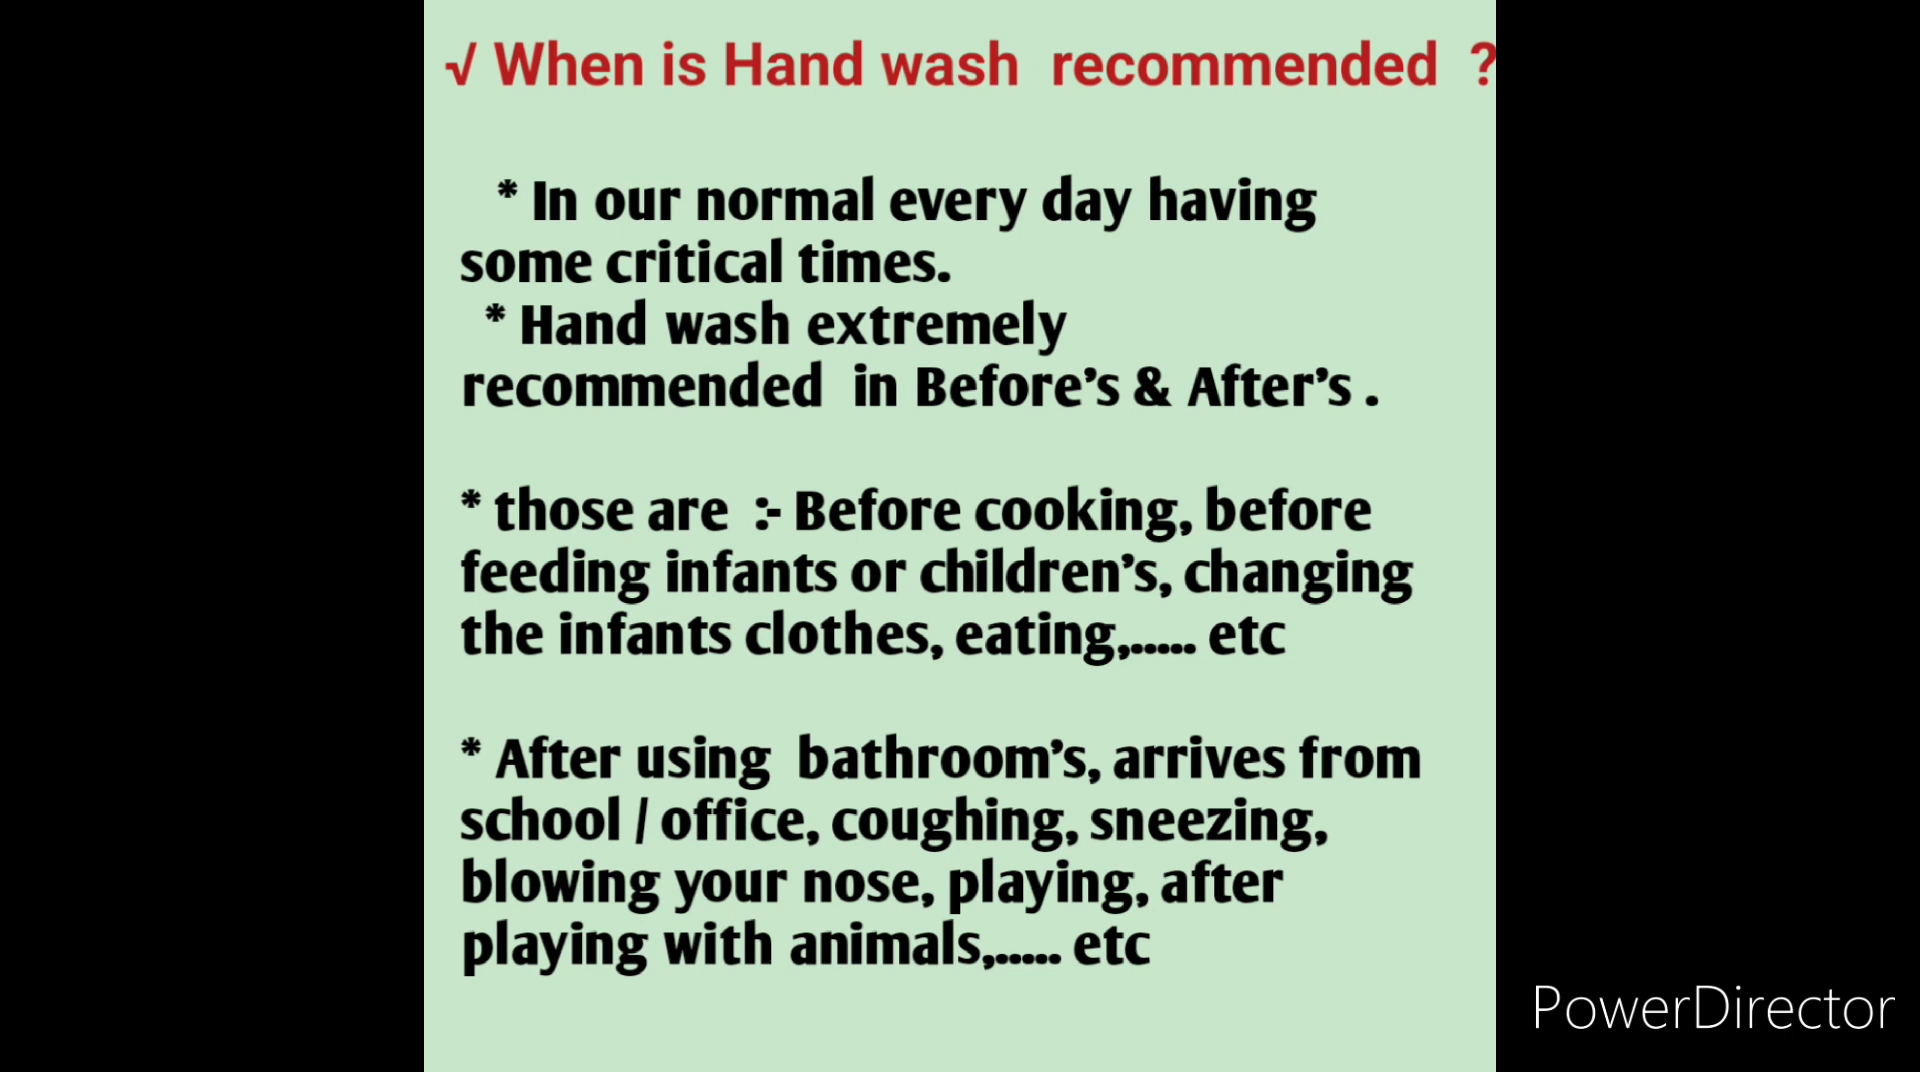 √ When is Hand wash recommended ?
* In our normal every day having
some critical times.
* Hand wash extremely
recommended in Before's & After's .
* those are :- Before cooking, before
feeding infants or children's, changing
the infants clothes, eating,..... etc
* After using bathroom's, arrives from
school / office, coughing, sneezing,
blowing your nose, playing, after
playing with animals,..... etc
PowerDirector